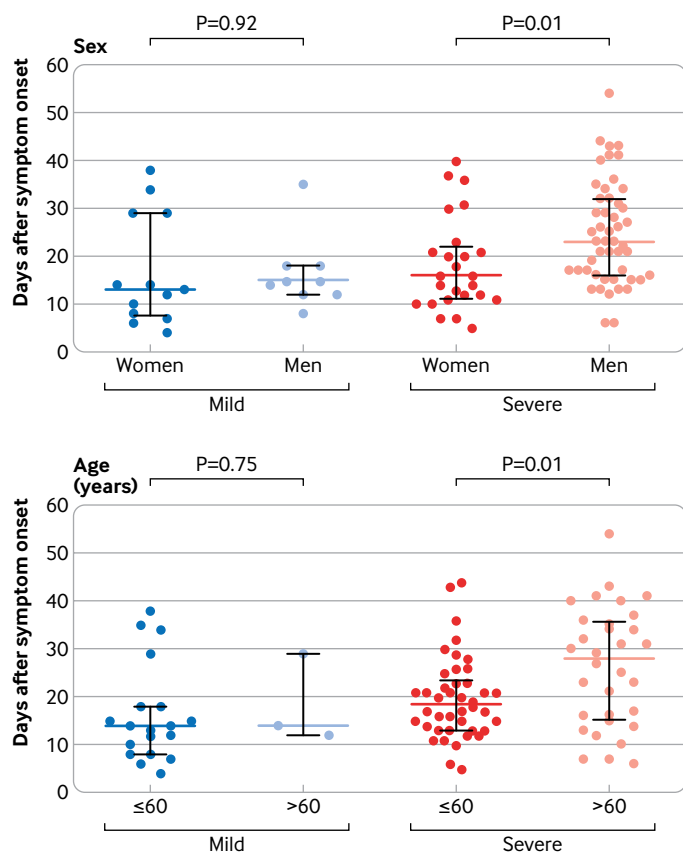 P=0.92 P=0.01
Sex
Days after symptom onset
60
50
40
30
20
10
0
Women Men Women Men
Mild Severe
P=0.75 P=0.01
Age
(years)
Days after symptom onset
60
50
40
30
20
10
0
≤60 >60 ≤60 >60
Mild Severe